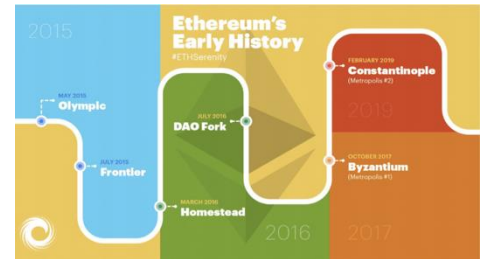 2015
Ethereum's
Early History
#ETHSerenity
MAY 2015
Olympic
JULY 2015
Frontier
MARCH 2016
Homestead
JULY 2016
DAO Fork
2016
FEBRUARY 2019
Constantinople
(Metropolis #2)
2019
OCTOBER 2017
Byzantium
(Metropolis #1)
2017